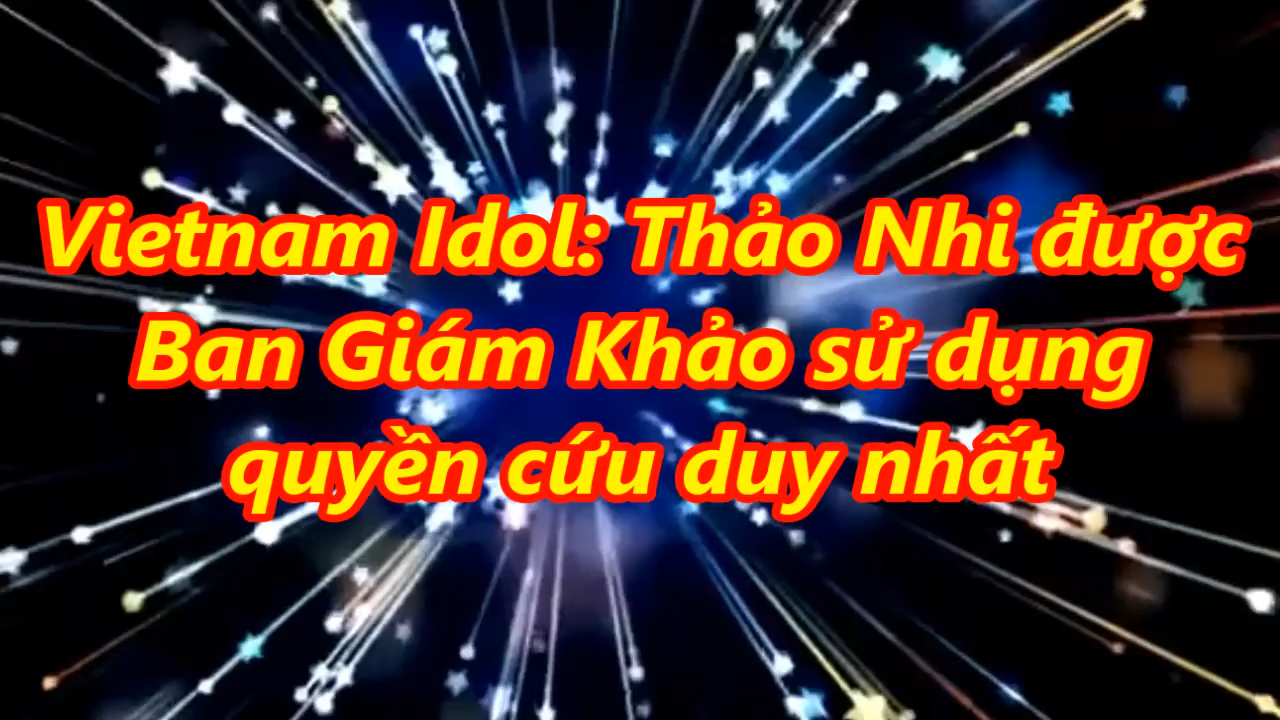 Vietnam Idol: Thảo Nhi được
Ban Giám Khảo sử dụng
quyền cứu duy nhất